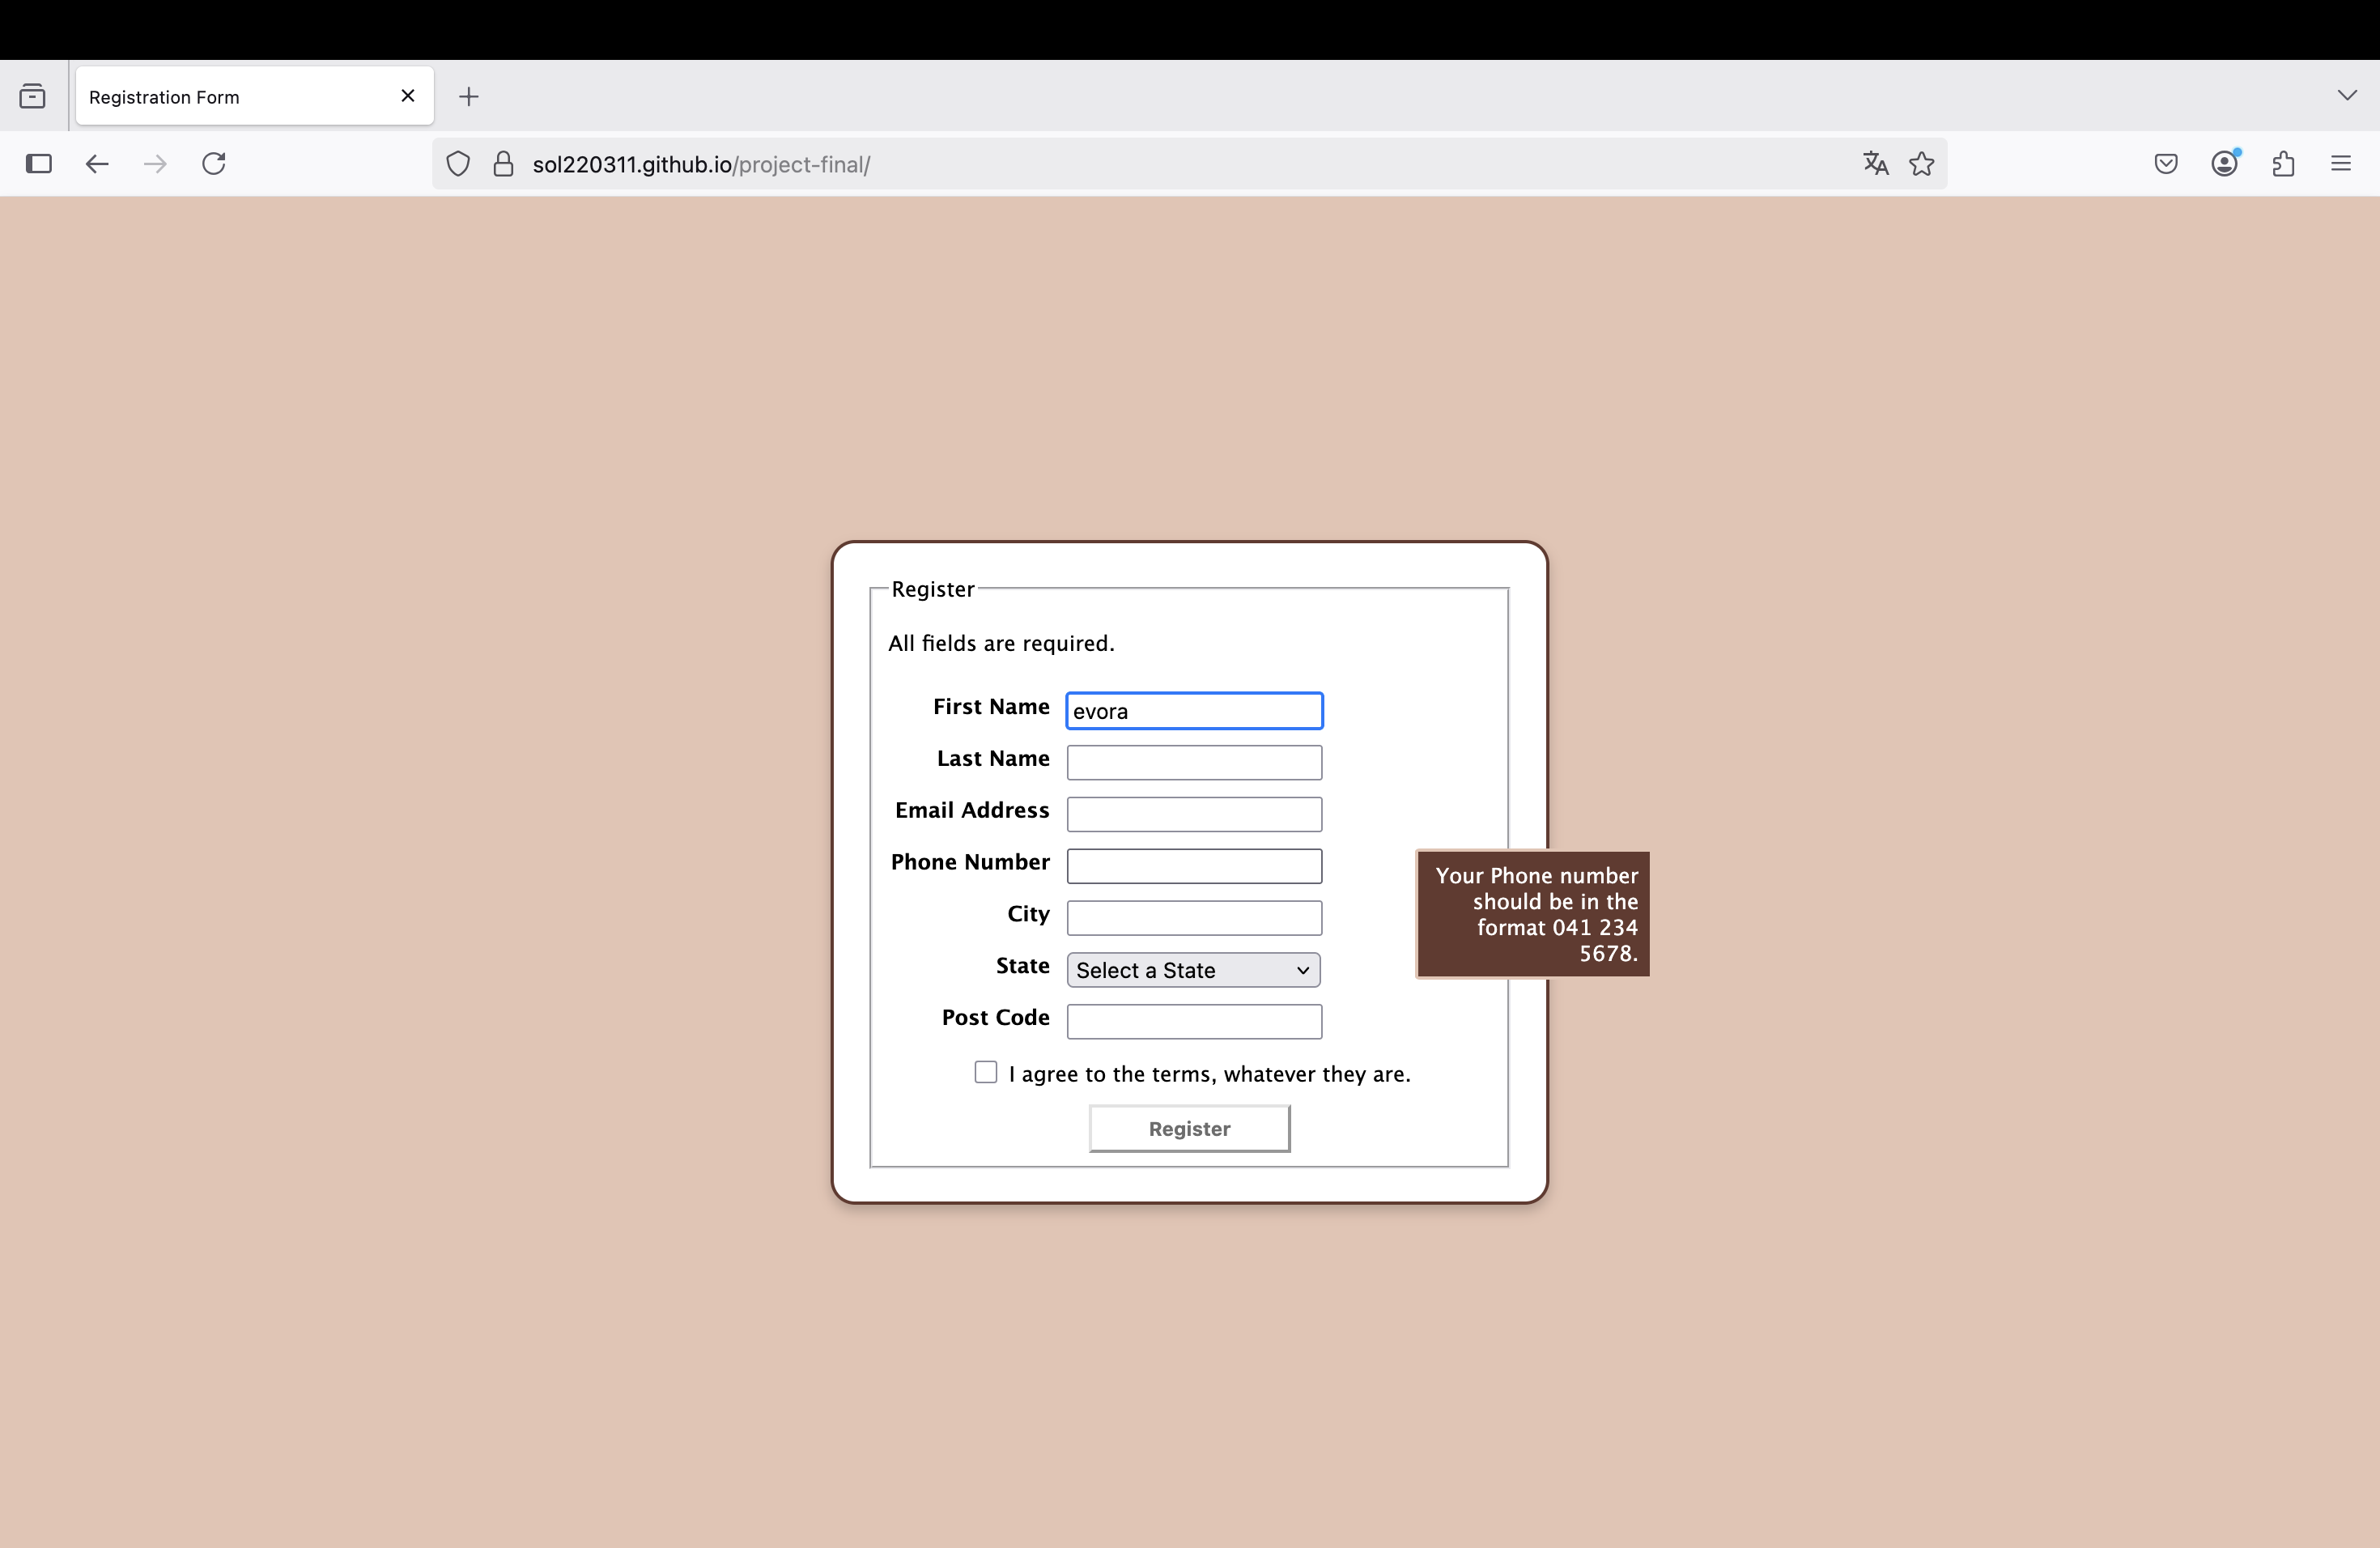 Registration Form
sol220311.github.io/project-final/
Register
All fields are required.
First Name evora
Last Name
Email Address
Phone Number
Your Phone number
should be in the
format 041 234
5678.
City
State Select a State
Post Code
I agree to the terms, whatever they are.
Register